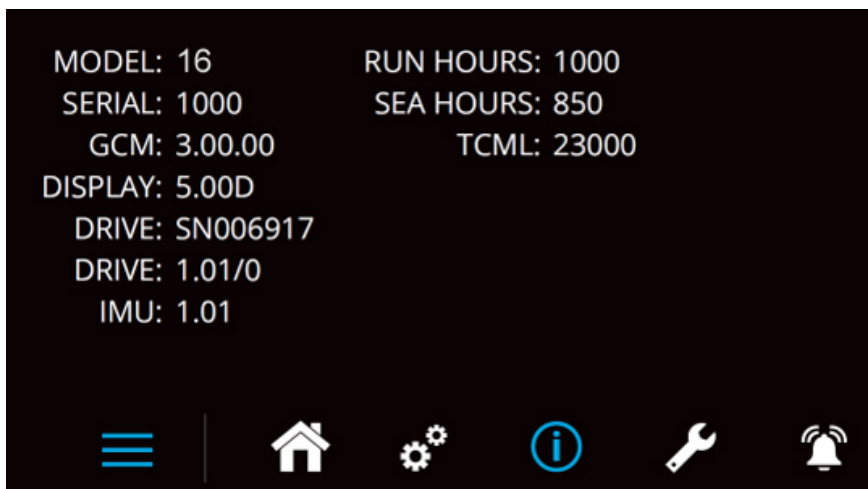 MODEL: 16
SERIAL: 1000
GCM: 3.00.00
DISPLAY: 5.00D
DRIVE: SN006917
DRIVE: 1.01/0
IMU: 1.01
RUN HOURS: 1000
SEA HOURS: 850
TCML: 23000